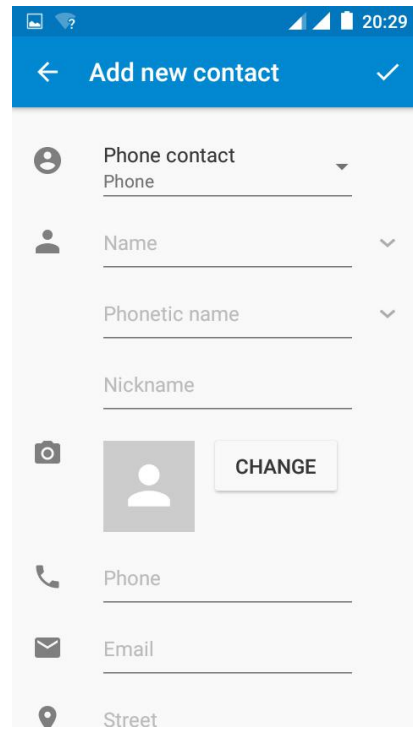 20:29
Add new contact
Phone contact
Phone
Name
Phonetic name
Nickname
CHANGE
Phone
Email
Street